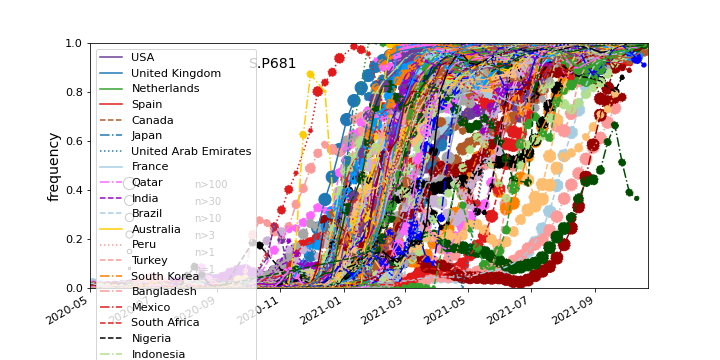 S.P681
frequency
1.0
0.8
0.6
0.4
0.2
0.0
USA
United Kingdom
Netherlands
Spain
Canada
Japan
United Arab Emirates
France
Qatar
India
Brazil
Australia
Peru
Turkey
South Korea
Bangladesh
Mexico
South Africa
Nigeria
Indonesia
n>100
n>30
n>10
n>3
n>1
2020-05
2020-09
2020-11
2021-01
2021-03
2021-05
2021-07
2021-09